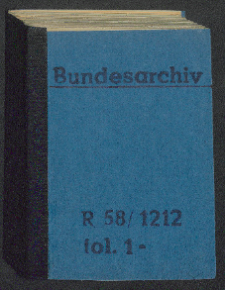 Bundesarchiv
R 58/1212
fol. 1-